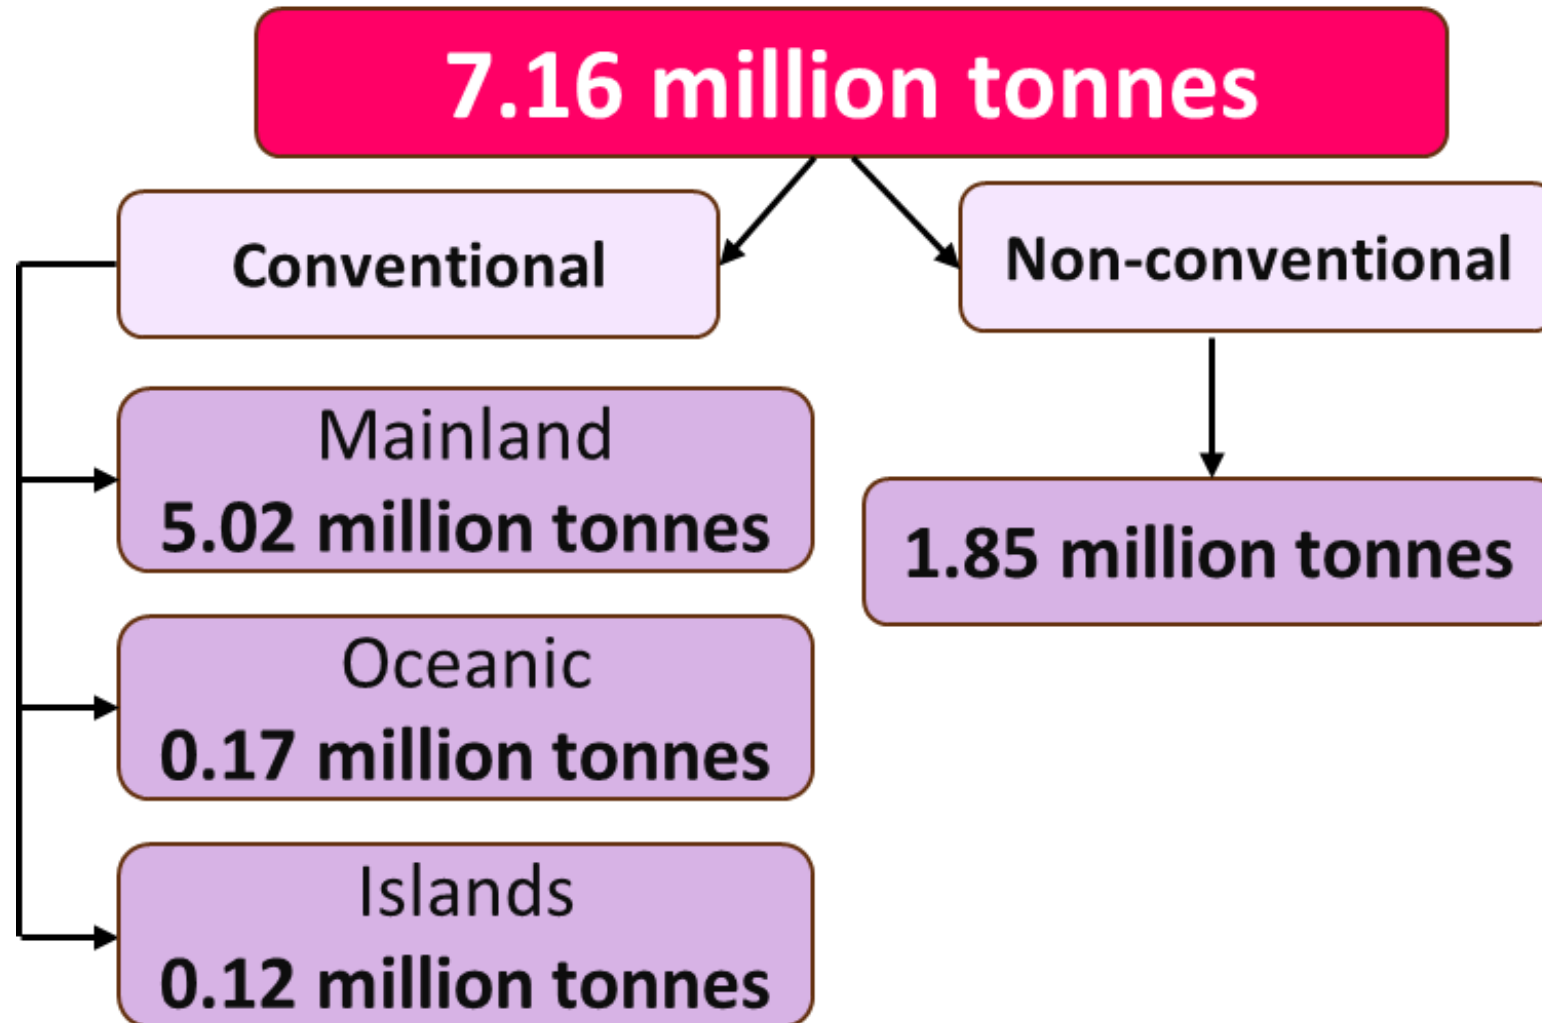 7.16 million tonnes
Conventional
Non-conventional
Mainland
5.02 million tonnes
1.85 million tonnes
Oceanic
0.17 million tonnes
Islands
0.12 million tonnes